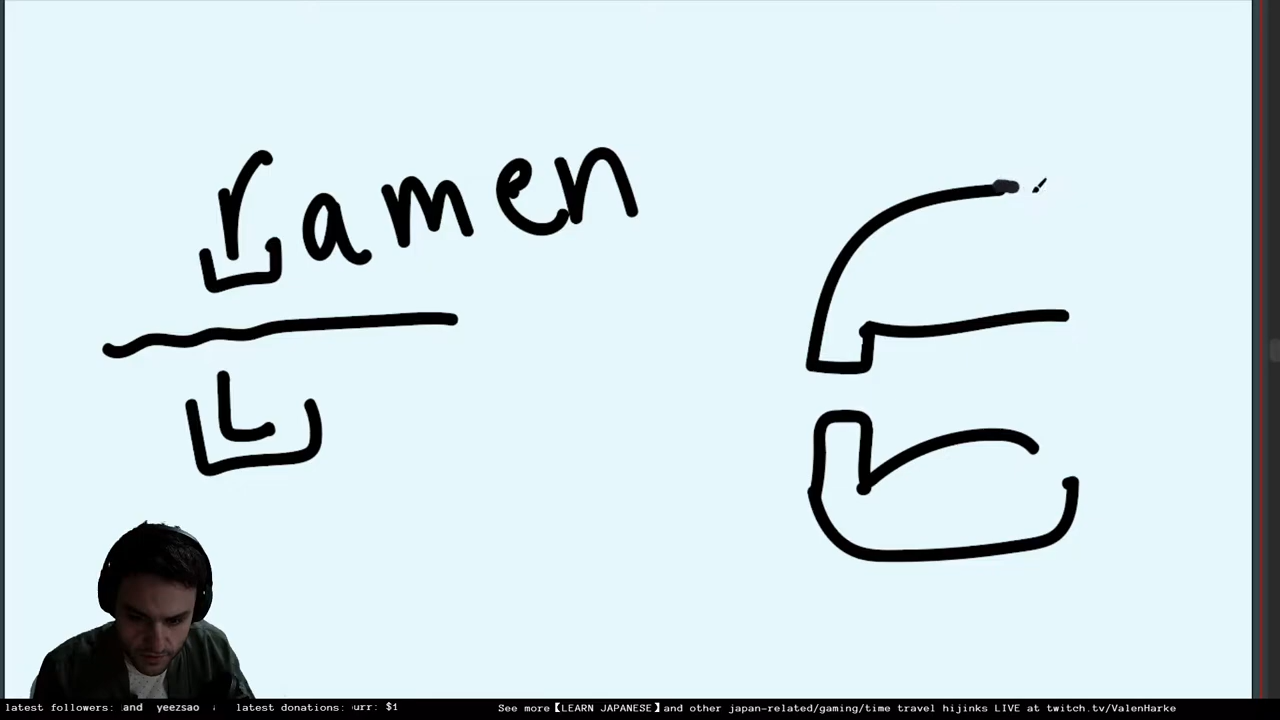 ramen
L
latest followers: and yeezsao latest donations: urr: $1 See more【LEARN JAPANESE】and other japan-related/gaming/time travel hijinks LIVE at twitch.tv/ValenHarke